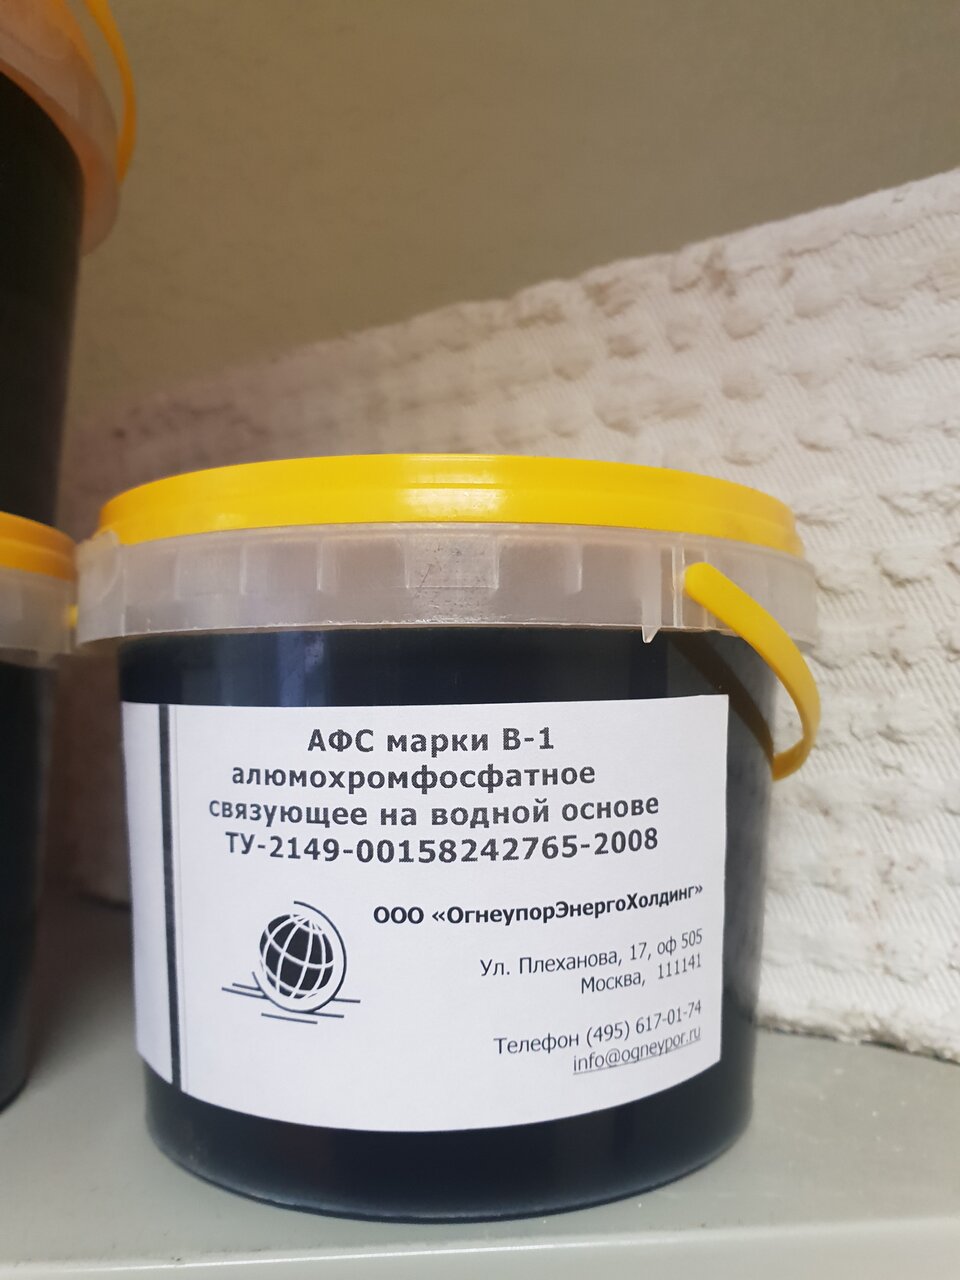 АФС марки В-1
алюмохромфосфатное
связующее на водной основе
ТУ-2149-00158242765-2008
ООО «ОгнеупорЭнергоХолдинг»
Ул. Плеханова, 17, оф 505
Москва, 111141
Телефон (495) 617-01-74
info@ogneypor.ru